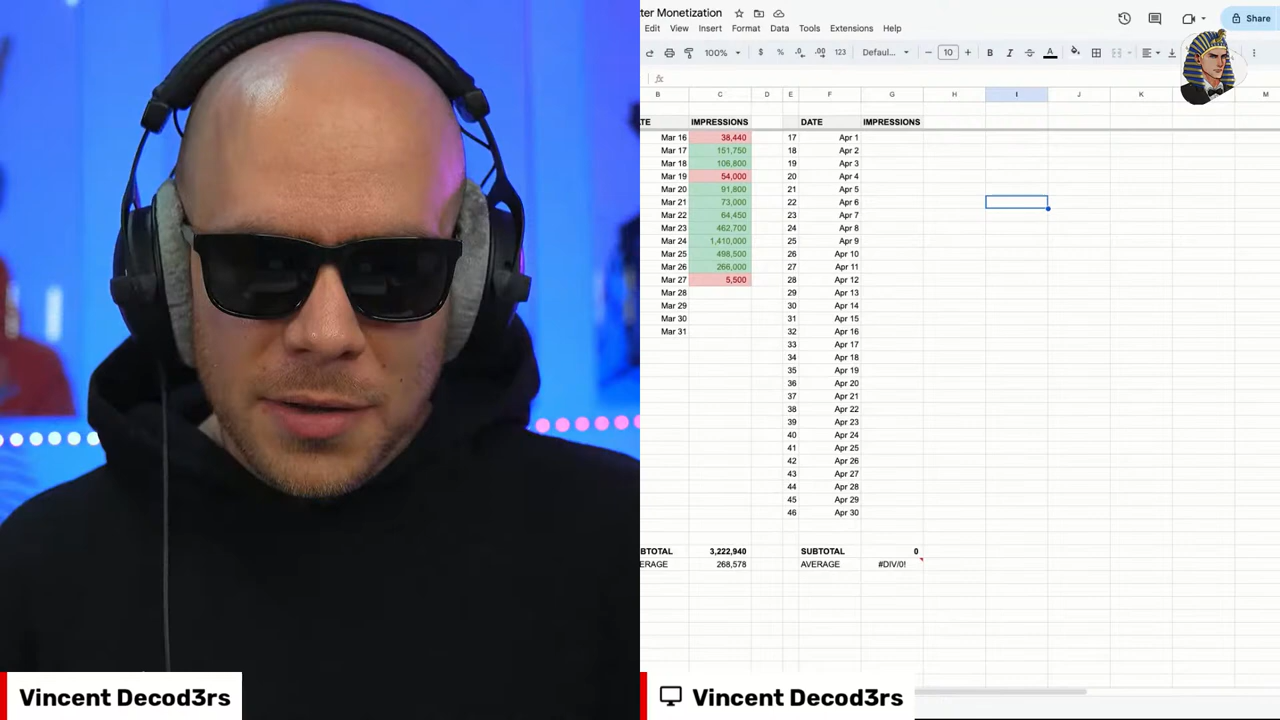 ter Monetization
Edit View Insert Format Data Tools Extensions
Share
100% $ % .0 .00 123 Defaul... 10 B I A
fx
B C D E F G H I J K M
TE IMPRESSIONS DATE IMPRESSIONS
Mar 16 38,440 17 Apr 1
Mar 17 151,750 18 Apr 2
Mar 18 106,800 19 Apr 3
Mar 19 54,000 20 Apr 4
Mar 20 91,800 21 Apr 5
Mar 21 73,000 22 Apr 6
Mar 22 64,450 23 Apr 7
Mar 23 462,700 24 Apr 8
Mar 24 1,410,000 25 Apr 9
Mar 25 498,500 26 Apr 10
Mar 26 266,000 27 Apr 11
Mar 27 5,500 28 Apr 12
Mar 28 29 Apr 13
Mar 29 30 Apr 14
Mar 30 31 Apr 15
Mar 31 32 Apr 16
33 Apr 17
34 Apr 18
35 Apr 19
36 Apr 20
37 Apr 21
38 Apr 22
39 Apr 23
40 Apr 24
41 Apr 25
42 Apr 26
43 Apr 27
44 Apr 28
45 Apr 29
46 Apr 30
BTOTAL 3,222,940 SUBTOTAL 0
ERAGE 268,578 AVERAGE #DIV/0!
Vincent Decod3rs
Vincent Decod3rs